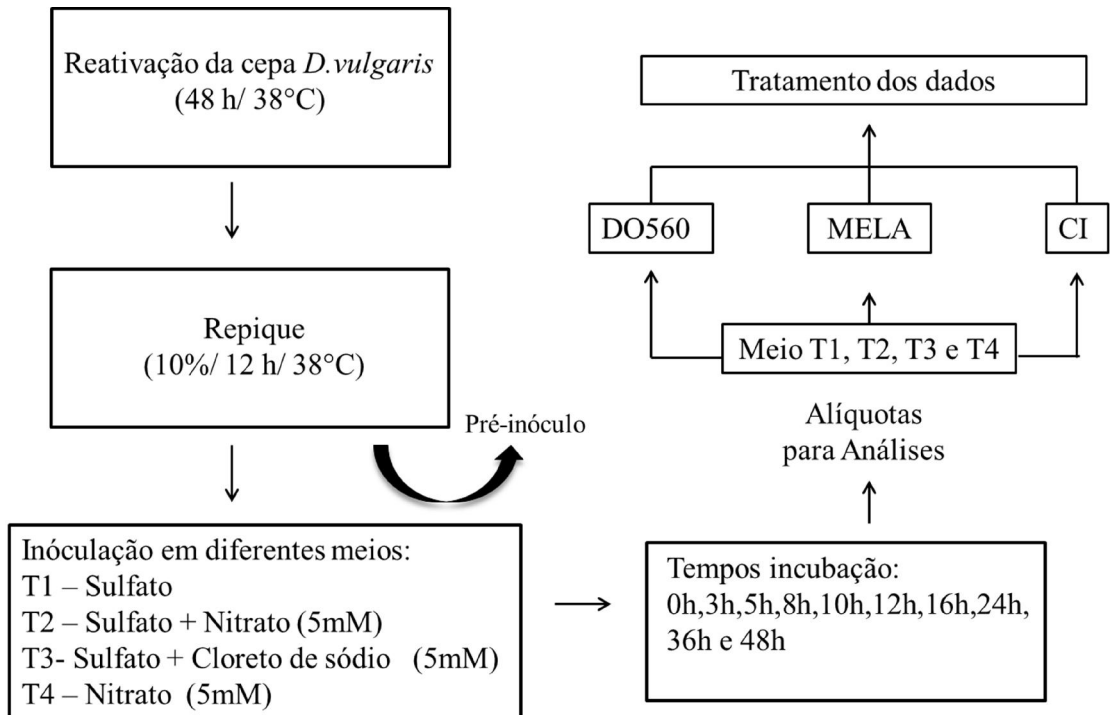 Reativação da cepa D.vulgaris
(48 h/ 38°C)
Repique
(10%/ 12 h/ 38°C)
Pré-inóculo
Inóculação em diferentes meios:
T1 – Sulfato
T2 – Sulfato + Nitrato (5mM)
T3- Sulfato + Cloreto de sódio (5mM)
T4 – Nitrato (5mM)
Tempos incubação:
0h,3h,5h,8h,10h,12h,16h,24h,
36h e 48h
Alíquotas
para Análises
Meio T1, T2, T3 e T4
DO560
MELA
CI
Tratamento dos dados